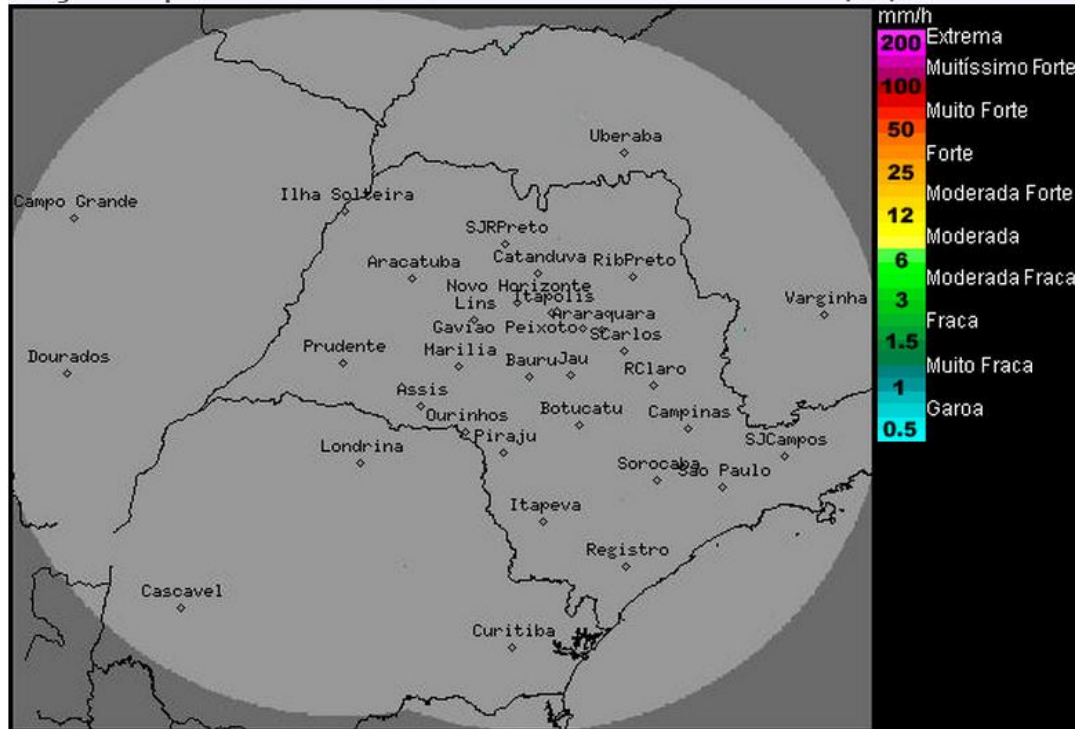 mm/h
200 Extrema
Muitíssimo Forte
100
Muito Forte
50
Forte
25
Moderada Forte
12
Moderada
6
Moderada Fraca
3
Fraca
1.5
Muito Fraca
1
Garoa
0.5
Uberaba
Campo Grande
Ilha Solteira
SJRPreto
Catanduva
RibPreto
Aracatuba
Novo Horizonte
Itapolis
Lins
Araraquara
Varginha
Gaviao Peixoto
SCarlos
Prudente
Marilia
Dourados
Bauru
Jau
RClaro
Assis
Ourinhos
Botucatu
Campinas
Piraju
SJCampos
Londrina
Sorocaba
Sao Paulo
Itapeva
Registro
Cascavel
Curitiba